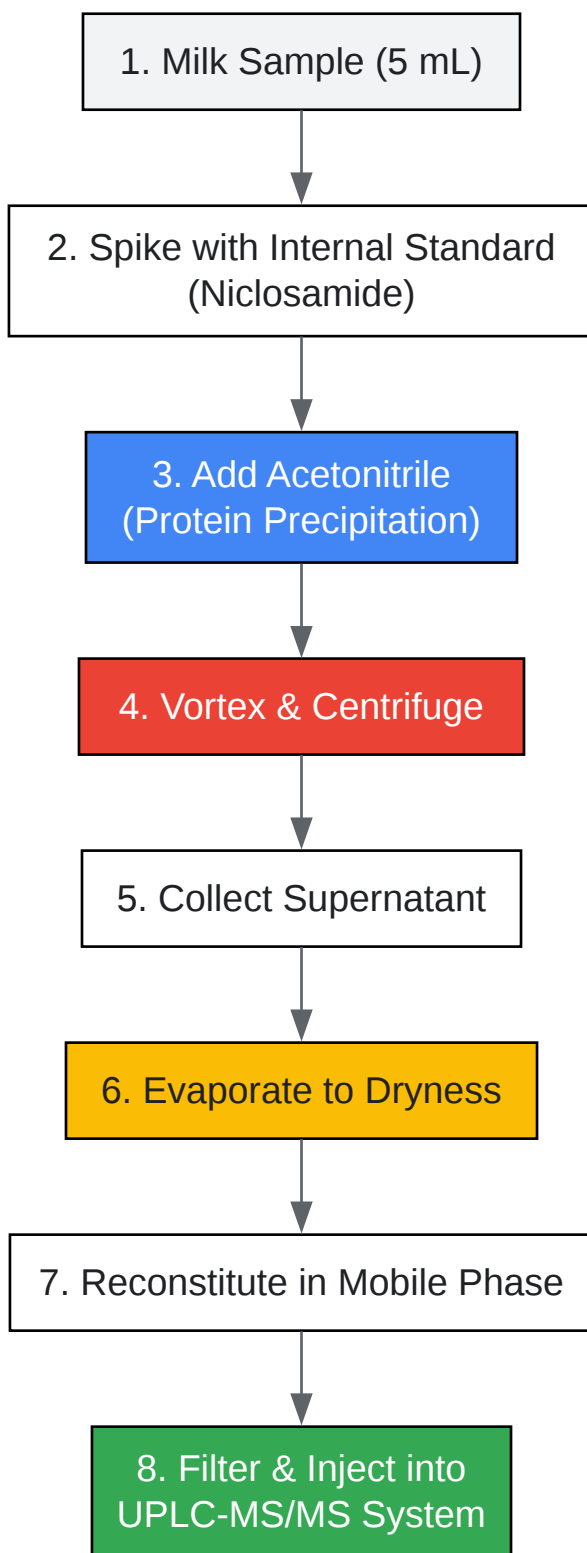 1. Milk Sample (5 mL)
2. Spike with Internal Standard
(Niclosamide)
3. Add Acetonitrile
(Protein Precipitation)
4. Vortex & Centrifuge
5. Collect Supernatant
6. Evaporate to Dryness
7. Reconstitute in Mobile Phase
8. Filter & Inject into
UPLC-MS/MS System